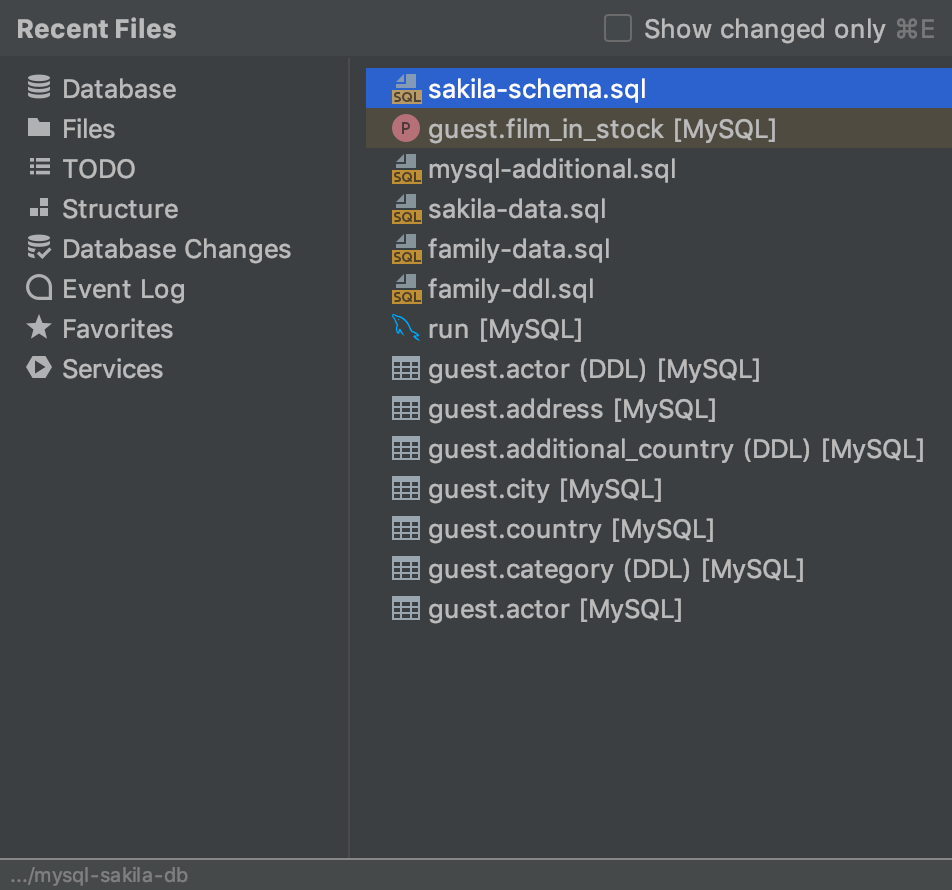 Recent Files
Show changed only ⌘E
Database
Files
TODO
Structure
Database Changes
Event Log
Favorites
Services
SQL sakila-schema.sql
P guest.film_in_stock [MySQL]
SQL mysql-additional.sql
SQL sakila-data.sql
SQL family-data.sql
SQL family-ddl.sql
run [MySQL]
guest.actor (DDL) [MySQL]
guest.address [MySQL]
guest.additional_country (DDL) [MySQL]
guest.city [MySQL]
guest.country [MySQL]
guest.category (DDL) [MySQL]
guest.actor [MySQL]
.../mysql-sakila-db